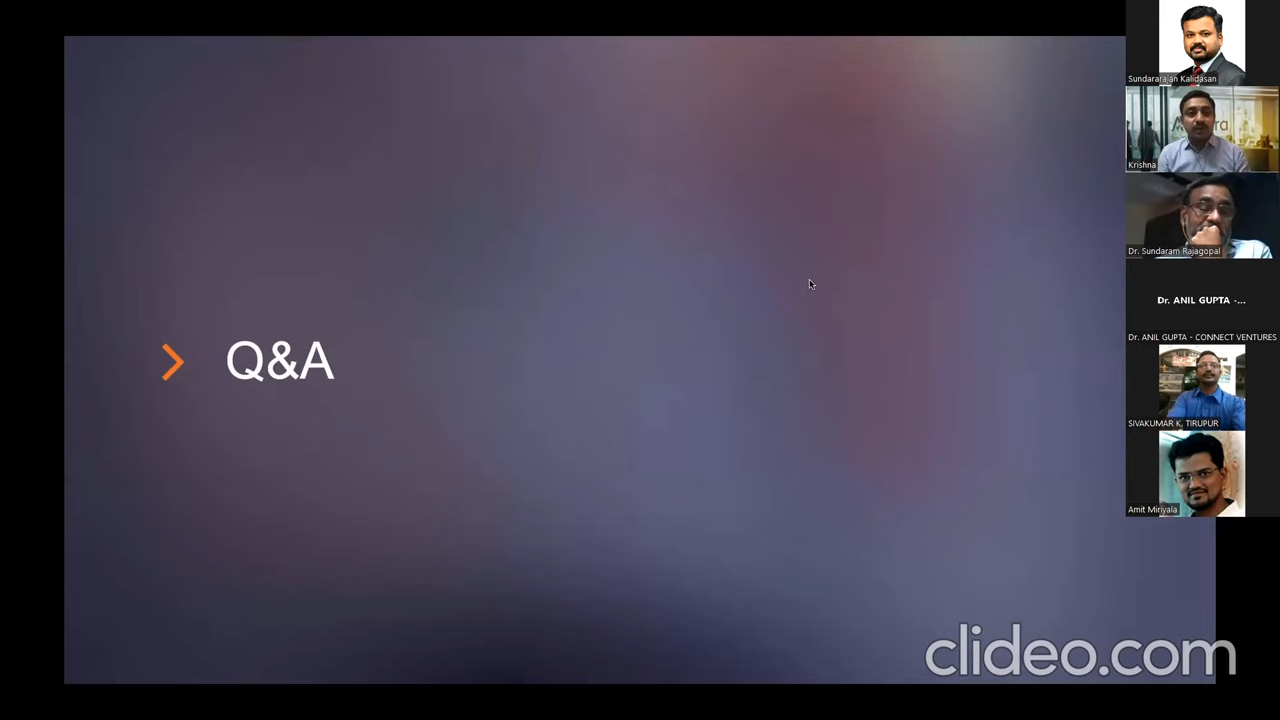 Q&A
Sundararajan Kalidasan
Krishna
Dr. Sundaram Rajagopal
Dr. ANIL GUPTA -...
Dr. ANIL GUPTA - CONNECT VENTURES
SIVAKUMAR K. TIRUPUR
Amit Miriyala
clideo.com